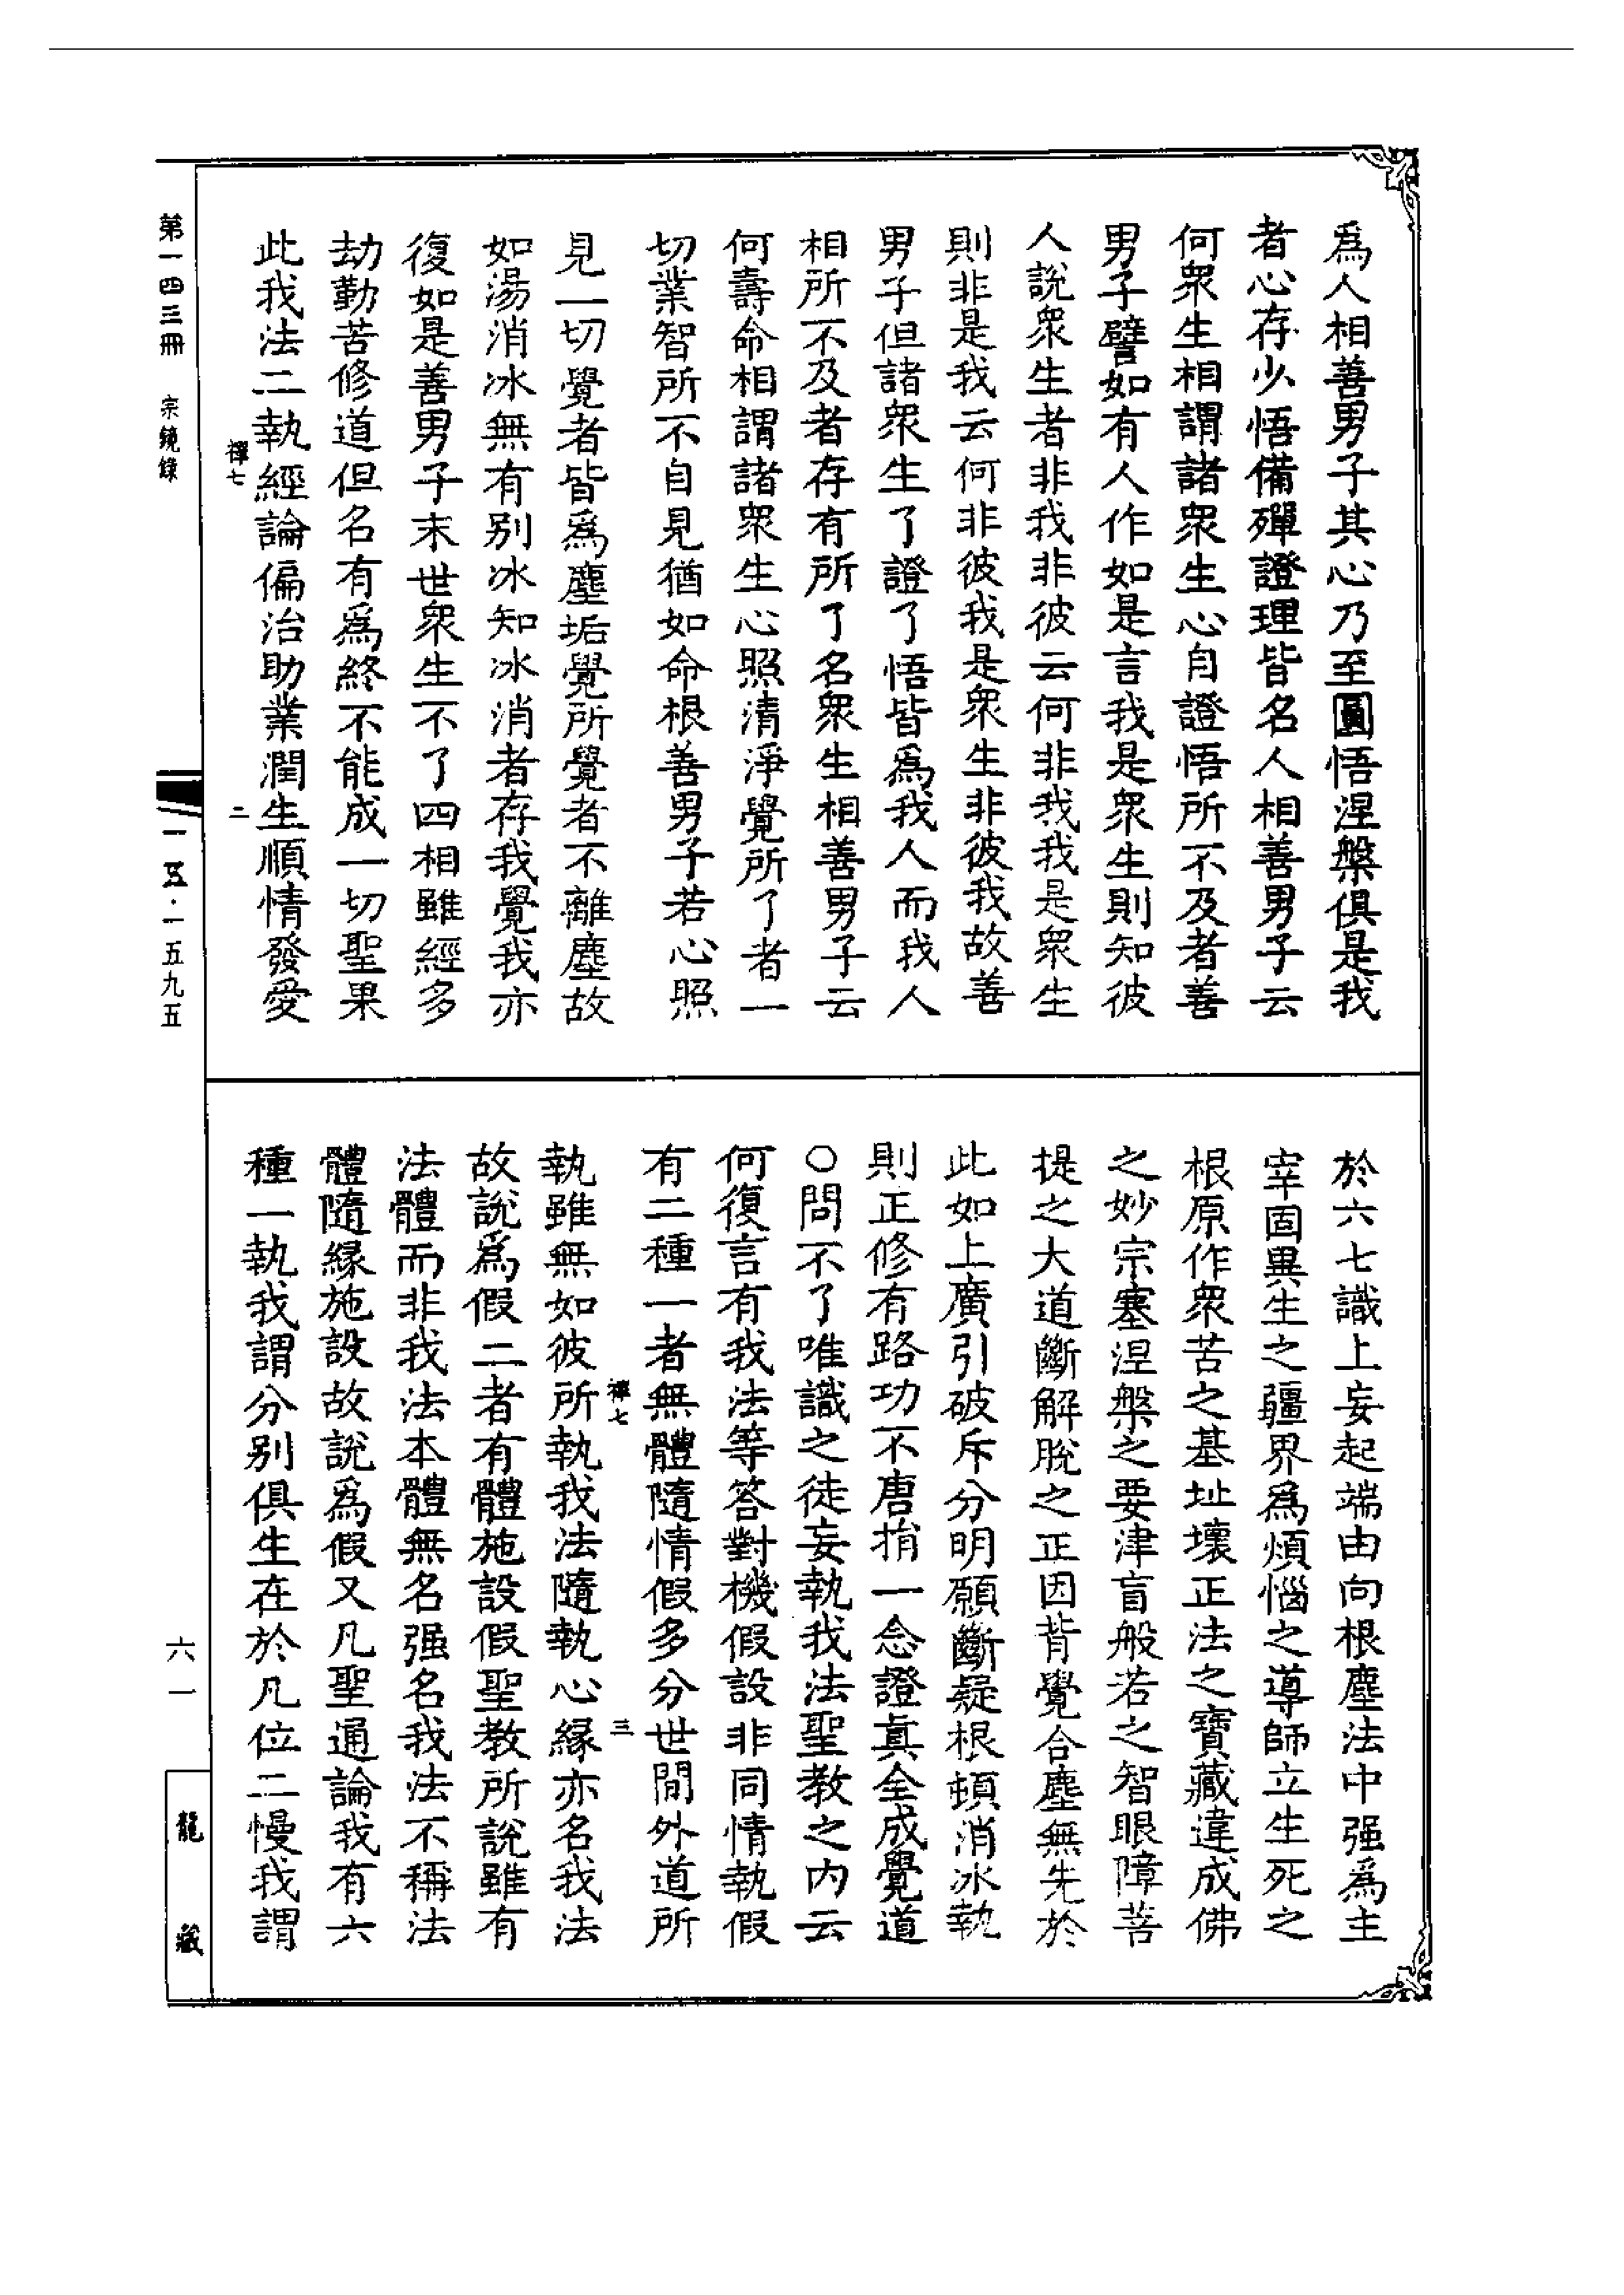 爲人相善男子其心乃至圓悟涅槃俱是我
者心存少悟備殫證理皆名人相善男子云
何衆生相謂諸衆生心自證悟所不及者善
男子譬如有人作如是言我是衆生則知彼
人說衆生者非我非彼云何非我我是衆生
則非是我云何非彼我是衆生非彼我故善
男子但諸衆生了證了悟皆爲我人而我人
相所不及者存有所了名衆生相善男子云
何壽命相謂諸衆生心照清淨覺所了者一
切業智所不自見猶如命根善男子若心照
見一切覺者皆爲塵垢覺所覺者不離塵故
如湯消冰無有别冰知冰消者存我覺我亦
復如是善男子末世衆生不了四相雖經多
劫勤苦修道但名有爲終不能成一切聖果
此我法二執經論偏治助業潤生順情發愛
禪七
二
於六七識上妄起端由向根塵法中强爲主
宰固異生之疆界爲煩惱之導師立生死之
根原作衆苦之基址壞正法之寶藏違成佛
之妙宗塞涅槃之要津盲般若之智眼障菩
提之大道斷解脫之正因背覺合塵無先於
此如上廣引破斥分明願斷疑根頓消冰執
則正修有路功不唐捐一念證眞全成覺道
○問不了唯識之徒妄執我法聖教之内云
何復言有我法等答對機假設非同情執假
有二種一者無體隨情假多分世間外道所
禪七
三
執雖無如彼所執我法隨執心緣亦名我法
故說爲假二者有體施設假聖教所說雖有
法體而非我法本體無名强名我法不稱法
體隨緣施設故說爲假又凡聖通論我有六
種一執我謂分别俱生在於凡位二慢我謂
第一四三冊 宗鏡錄
一五·一五九五
六一
龍藏